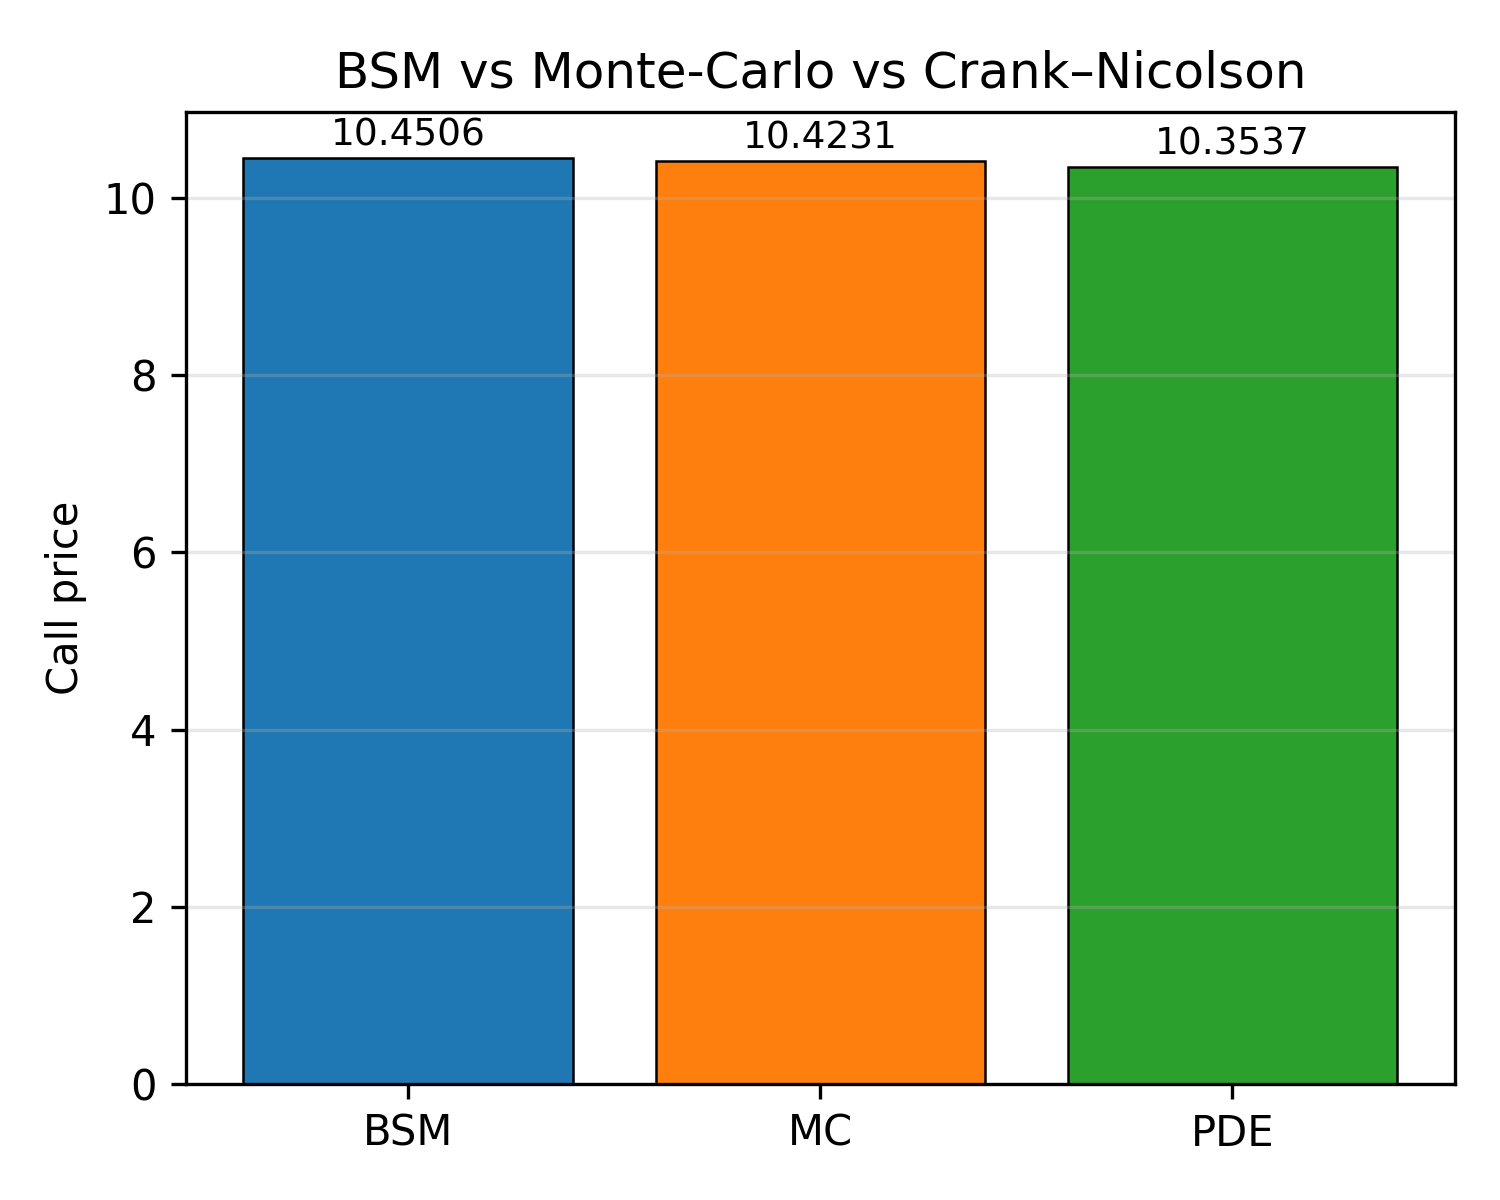 BSM vs Monte-Carlo vs Crank–Nicolson
10.4506
10.4231
10.3537
10
8
6
4
2
0
Call price
BSM
MC
PDE